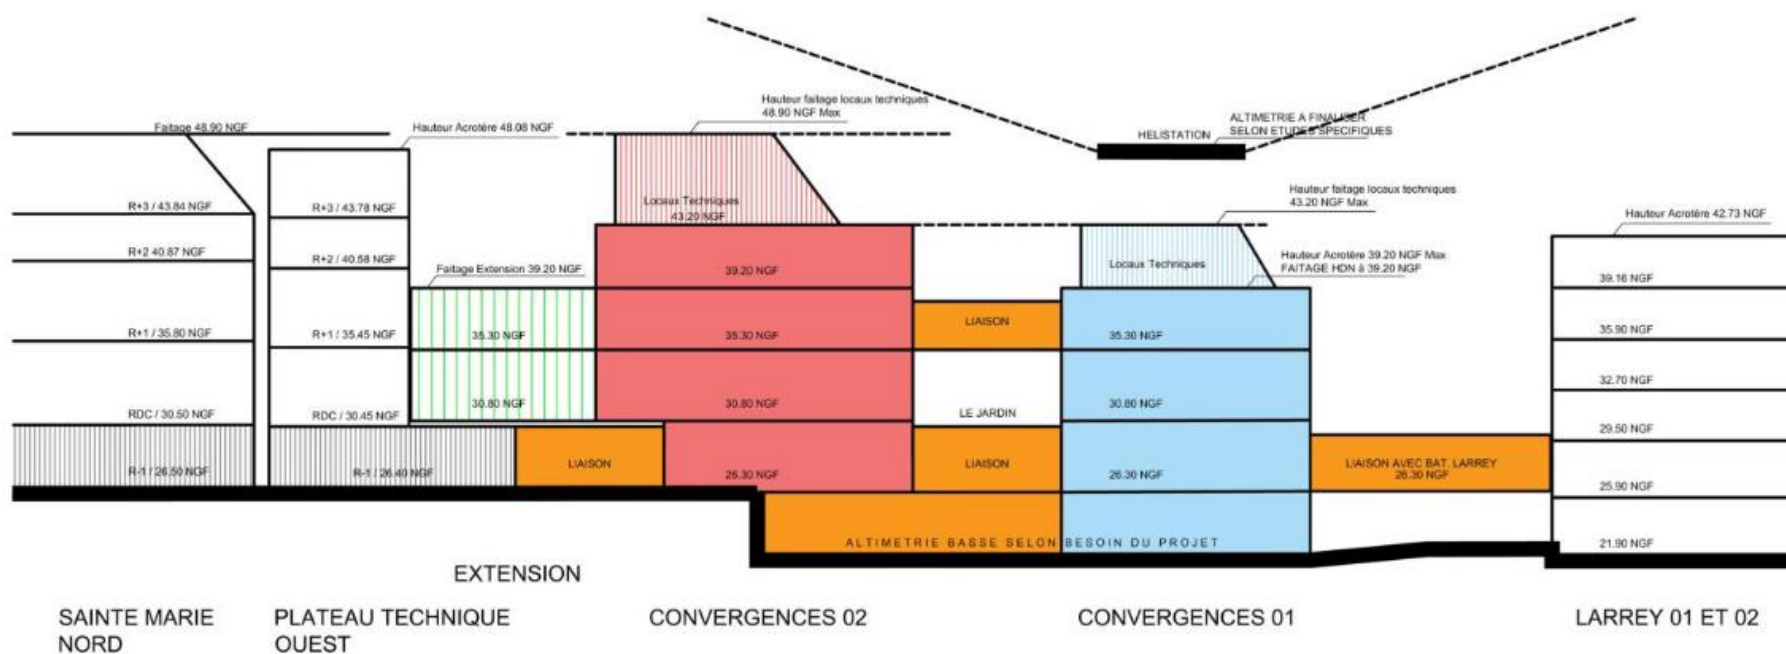 Hauteur faitage locaux techniques
48.90 NGF Max
ALTIMETRIE A FINALISER
SELON ETUDES SPECIFIQUES
HELISTATION
Faitage 48.90 NGF
Hauteur Acrotère 48.08 NGF
Hauteur faitage locaux techniques
43.20 NGF Max
Locaux Techniques
43.20 NGF
R+3 / 43.84 NGF
R+3 / 43.78 NGF
Hauteur Acrotère 42.73 NGF
R+2 40.87 NGF
R+2 / 40.58 NGF
Faitage Extension 39.20 NGF
39.20 NGF
Locaux Techniques
Hauteur Acrotère 39.20 NGF Max
FAITAGE HDN à 39.20 NGF
39.16 NGF
R+1 / 35.80 NGF
R+1 / 35.45 NGF
35.30 NGF
35.30 NGF
LIAISON
35.30 NGF
35.90 NGF
32.70 NGF
RDC / 30.50 NGF
RDC / 30.45 NGF
30.80 NGF
30.80 NGF
LE JARDIN
30.80 NGF
29.50 NGF
R-1 / 26.50 NGF
R-1 / 26.40 NGF
LIAISON
26.30 NGF
LIAISON
26.30 NGF
LIAISON AVEC BAT. LARREY
26.30 NGF
25.90 NGF
ALTIMETRIE BASSE SELON BESOIN DU PROJET
21.90 NGF
EXTENSION
SAINTE MARIE
NORD
PLATEAU TECHNIQUE
OUEST
CONVERGENCES 02
CONVERGENCES 01
LARREY 01 ET 02